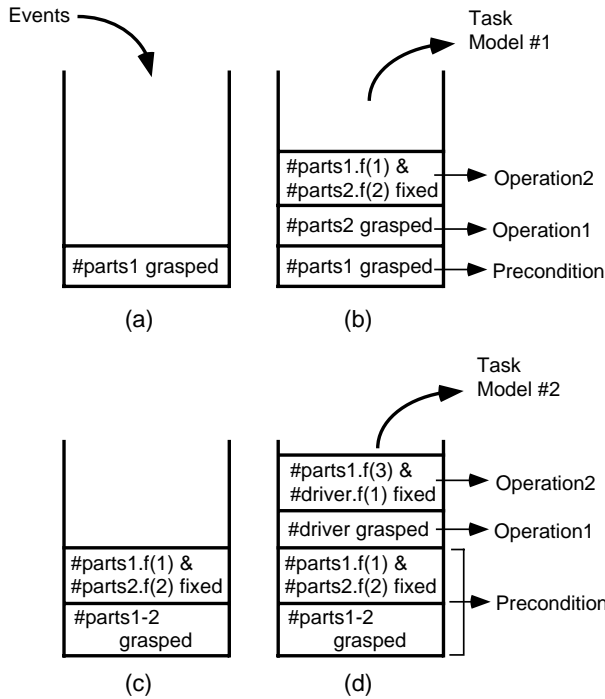 Events
#parts1 grasped
(a)
Task
Model #1
#parts1.f(1) &
#parts2.f(2) fixed
Operation2
#parts2 grasped
Operation1
#parts1 grasped
Precondition
(b)
#parts1.f(1) &
#parts2.f(2) fixed
#parts1-2
grasped
(c)
Task
Model #2
#parts1.f(3) &
#driver.f(1) fixed
Operation2
#driver grasped
Operation1
#parts1.f(1) &
#parts2.f(2) fixed
#parts1-2
grasped
Precondition
(d)